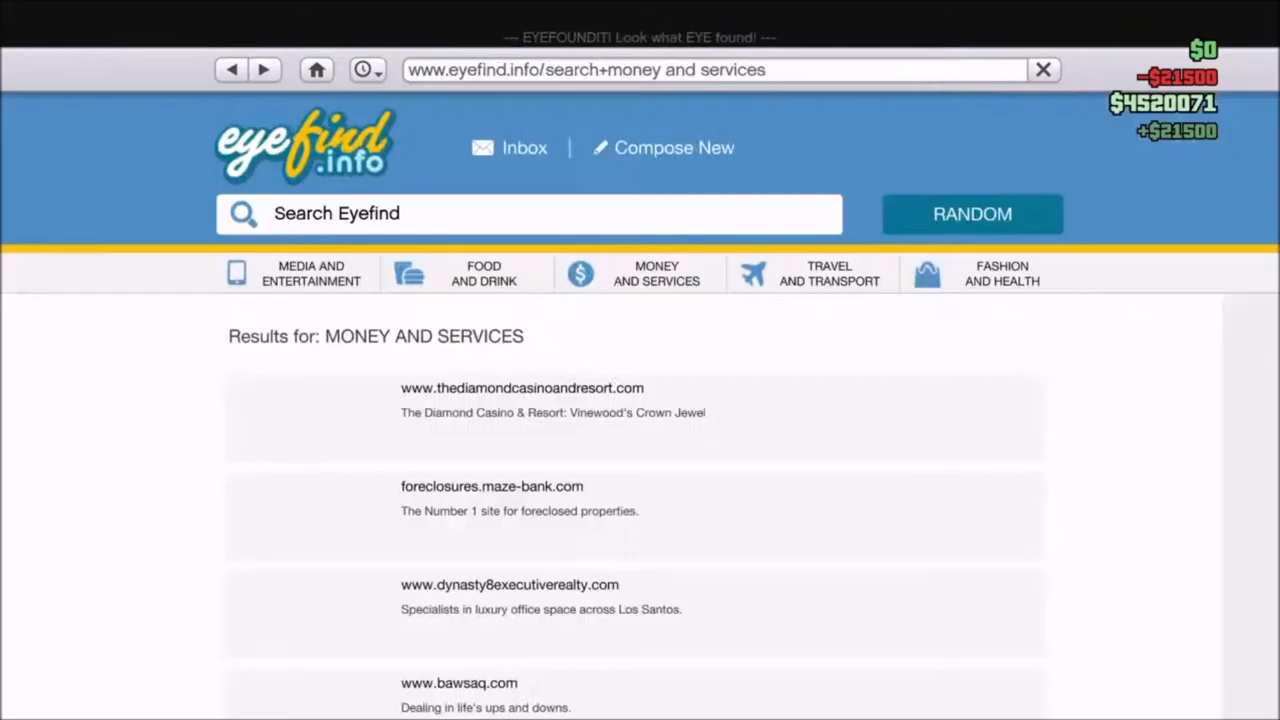 --- EYEFOUNDIT! Look what EYE found! ---
www.eyefind.info/search+money and services
$0
-$21500
$4520071
+$21500
eyefind
.info
Inbox
Compose New
Search Eyefind
RANDOM
MEDIA AND
ENTERTAINMENT
FOOD
AND DRINK
MONEY
AND SERVICES
TRAVEL
AND TRANSPORT
FASHION
AND HEALTH
Results for: MONEY AND SERVICES
www.thediamondcasinoandresort.com
The Diamond Casino & Resort: Vinewood's Crown Jewel
foreclosures.maze-bank.com
The Number 1 site for foreclosed properties.
www.dynasty8executiverealty.com
Specialists in luxury office space across Los Santos.
www.bawsaq.com
Dealing in life's ups and downs.